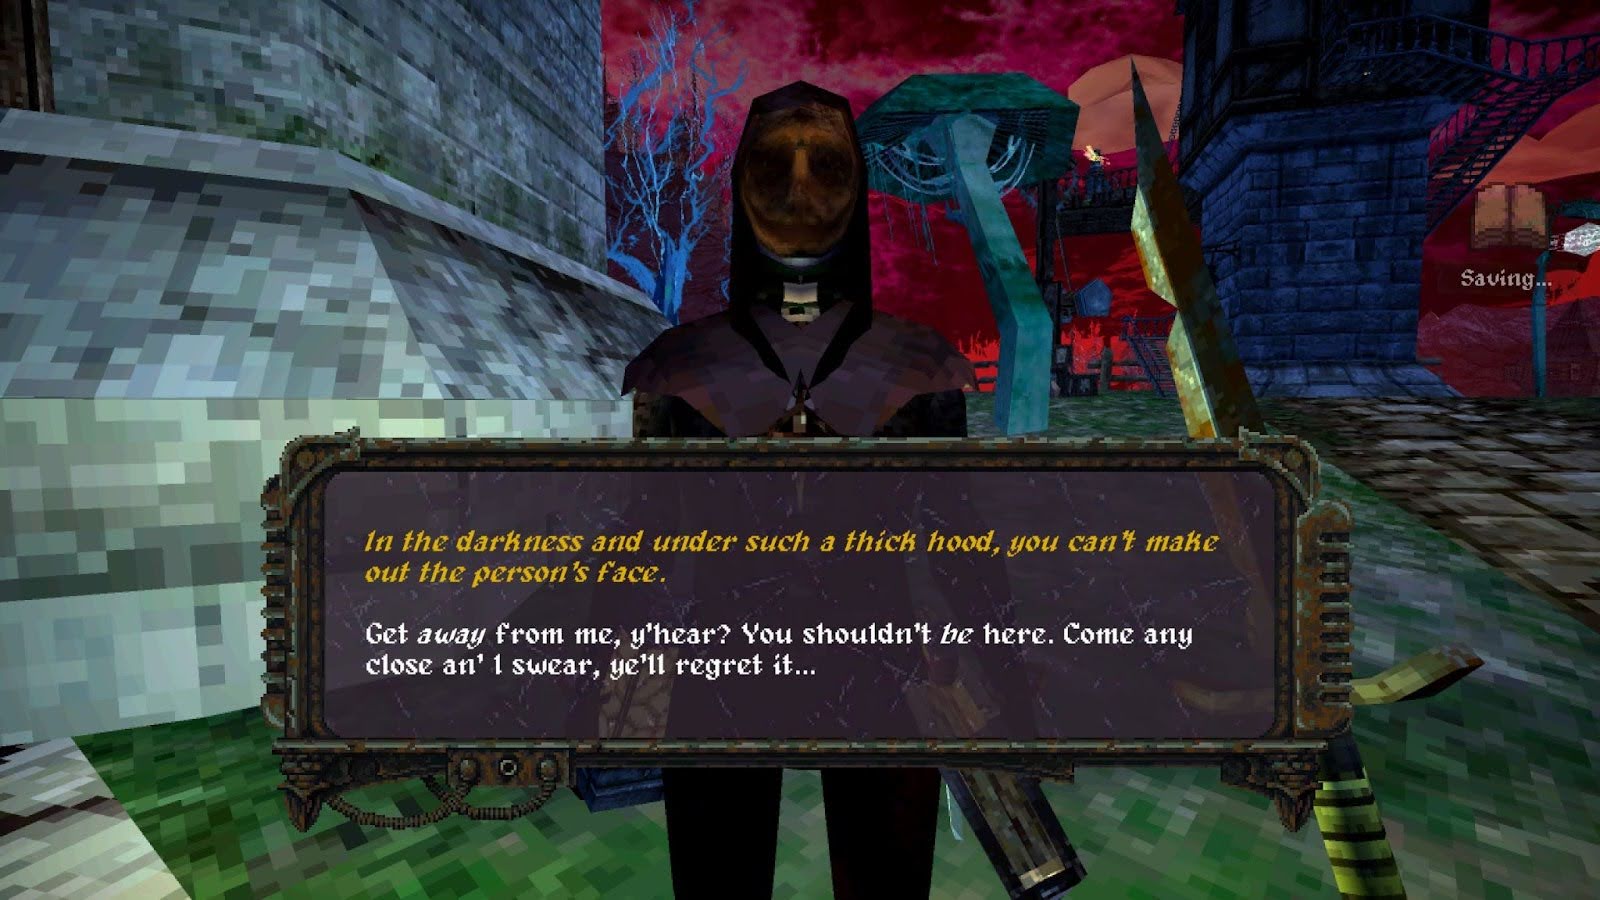 Saving...
In the darkness and under such a thick hood, you can't make
out the person's face.
Get away from me, y'hear? You shouldn't be here. Come any
close an' I swear, ye'll regret it...